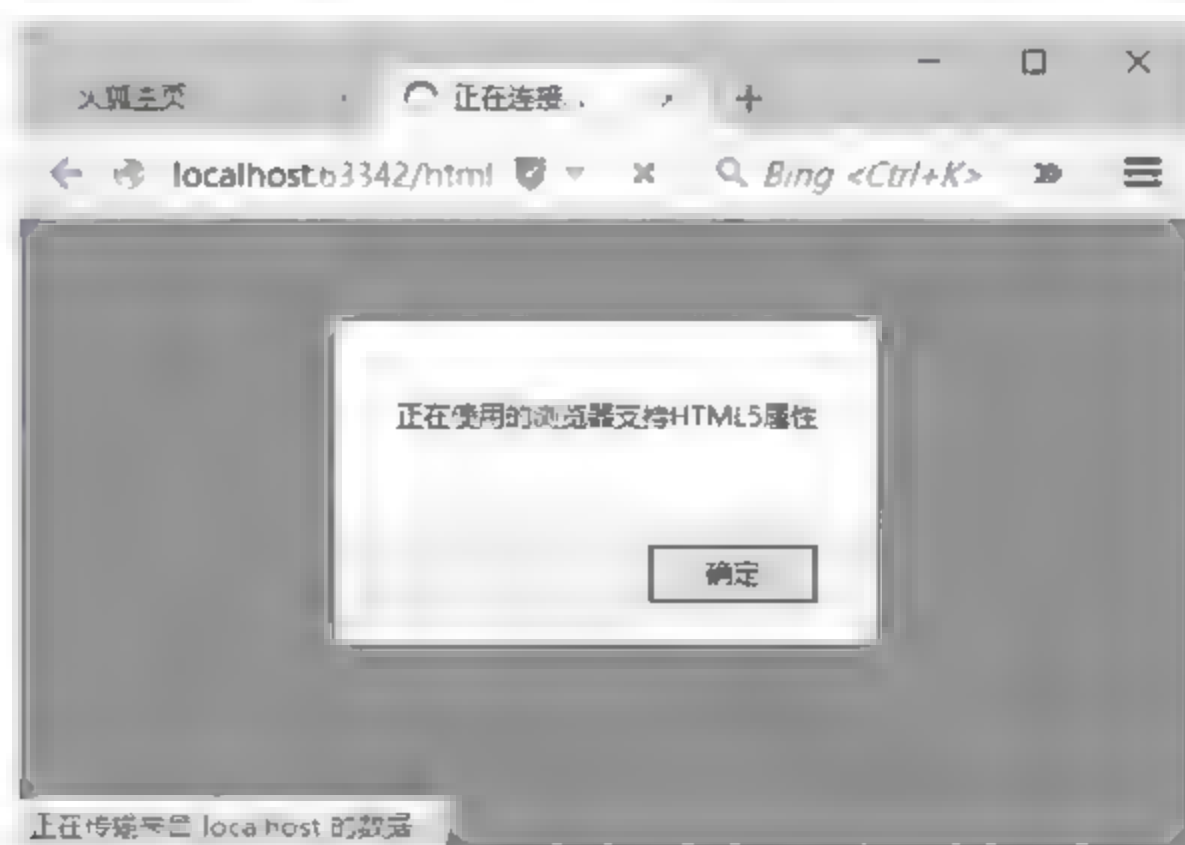 火狐主页
正在连接...
localhost:63342/html
Bing <Ctrl+K>
正在使用的浏览器支持HTML5属性
确定
正在传输来自 localhost 的数据